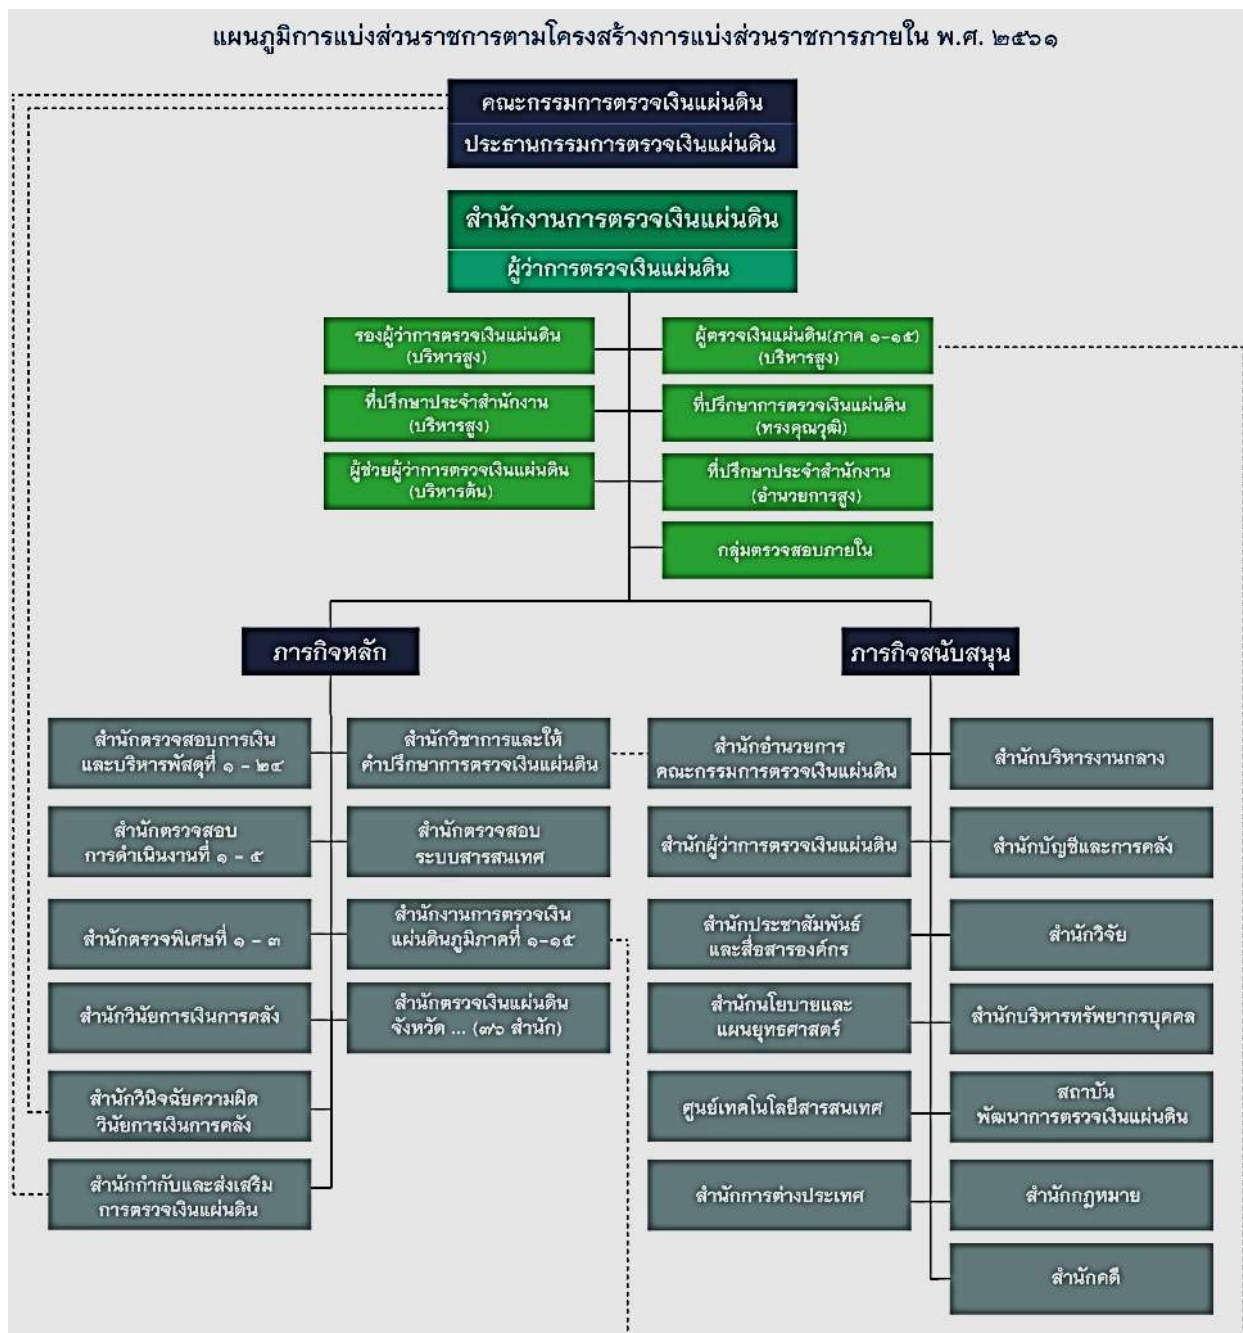 แผนภูมิการแบ่งส่วนราชการตามโครงสร้างการแบ่งส่วนราชการภายใน พ.ศ. ๒๕๖๑
คณะกรรมการตรวจเงินแผ่นดิน
ประธานกรรมการตรวจเงินแผ่นดิน
สำนักงานการตรวจเงินแผ่นดิน
ผู้ว่าการตรวจเงินแผ่นดิน
รองผู้ว่าการตรวจเงินแผ่นดิน
(บริหารสูง)
ผู้ตรวจเงินแผ่นดิน(ภาค ๑-๑๕)
(บริหารสูง)
ที่ปรึกษาประจำสำนักงาน
(บริหารสูง)
ที่ปรึกษาการตรวจเงินแผ่นดิน
(ทรงคุณวุฒิ)
ผู้ช่วยผู้ว่าการตรวจเงินแผ่นดิน
(บริหารต้น)
ที่ปรึกษาประจำสำนักงาน
(อำนวยการสูง)
กลุ่มตรวจสอบภายใน
ภารกิจหลัก
ภารกิจสนับสนุน
สำนักตรวจสอบการเงิน
และบริหารพัสดุที่ ๑ - ๒๔
สำนักวิชาการและให้
คำปรึกษาการตรวจเงินแผ่นดิน
สำนักอำนวยการ
คณะกรรมการตรวจเงินแผ่นดิน
สำนักบริหารงานกลาง
สำนักตรวจสอบ
การดำเนินงานที่ ๑ - ๕
สำนักตรวจสอบ
ระบบสารสนเทศ
สำนักผู้ว่าการตรวจเงินแผ่นดิน
สำนักบัญชีและการคลัง
สำนักตรวจพิเศษที่ ๑ - ๓
สำนักงานการตรวจเงิน
แผ่นดินภูมิภาคที่ ๑-๑๕
สำนักประชาสัมพันธ์
และสื่อสารองค์กร
สำนักวิจัย
สำนักวินัยการเงินการคลัง
สำนักตรวจเงินแผ่นดิน
จังหวัด ... (๗๖ สำนัก)
สำนักนโยบายและ
แผนยุทธศาสตร์
สำนักบริหารทรัพยากรบุคคล
สำนักวินิจฉัยความผิด
วินัยการเงินการคลัง
ศูนย์เทคโนโลยีสารสนเทศ
สถาบัน
พัฒนาการตรวจเงินแผ่นดิน
สำนักกำกับและส่งเสริม
การตรวจเงินแผ่นดิน
สำนักการต่างประเทศ
สำนักกฎหมาย
สำนักคดี